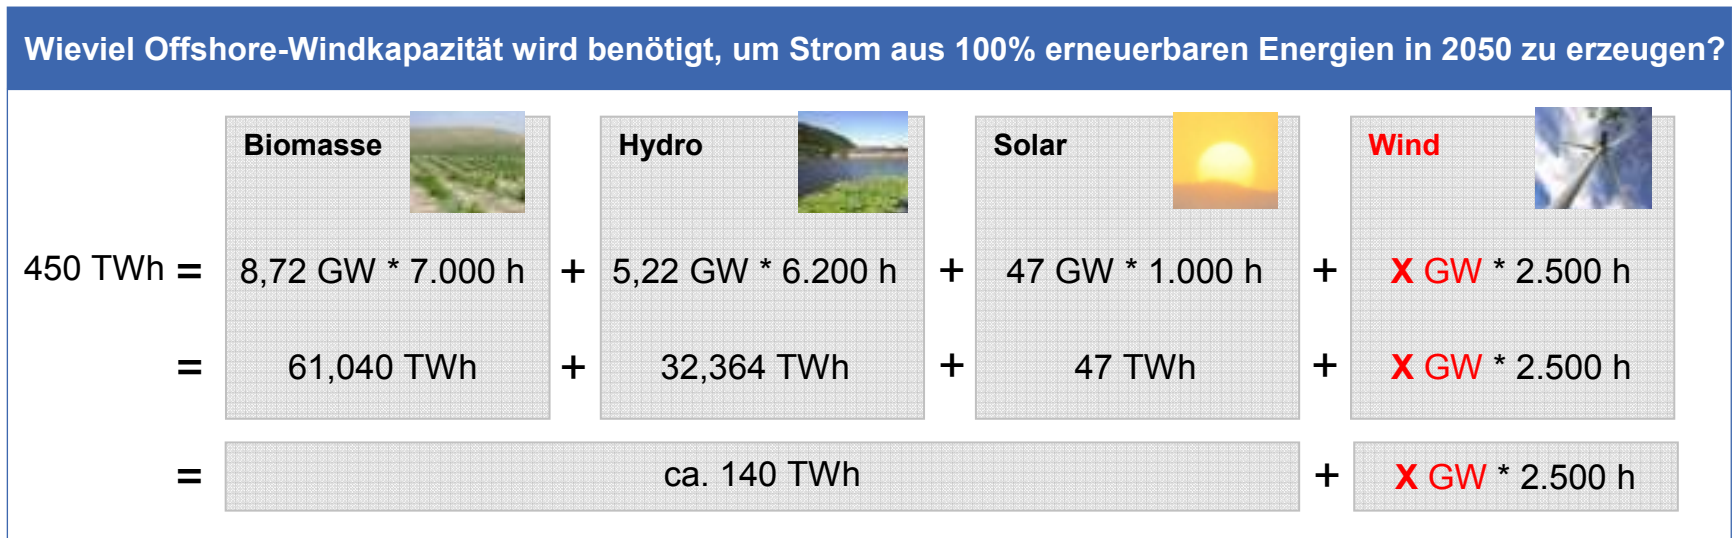 Wieviel Offshore-Windkapazität wird benötigt, um Strom aus 100% erneuerbaren Energien in 2050 zu erzeugen?
Biomasse Hydro Solar Wind
450 TWh = 8,72 GW * 7.000 h + 5,22 GW * 6.200 h + 47 GW * 1.000 h + X GW * 2.500 h
= 61,040 TWh + 32,364 TWh + 47 TWh + X GW * 2.500 h
= ca. 140 TWh + X GW * 2.500 h